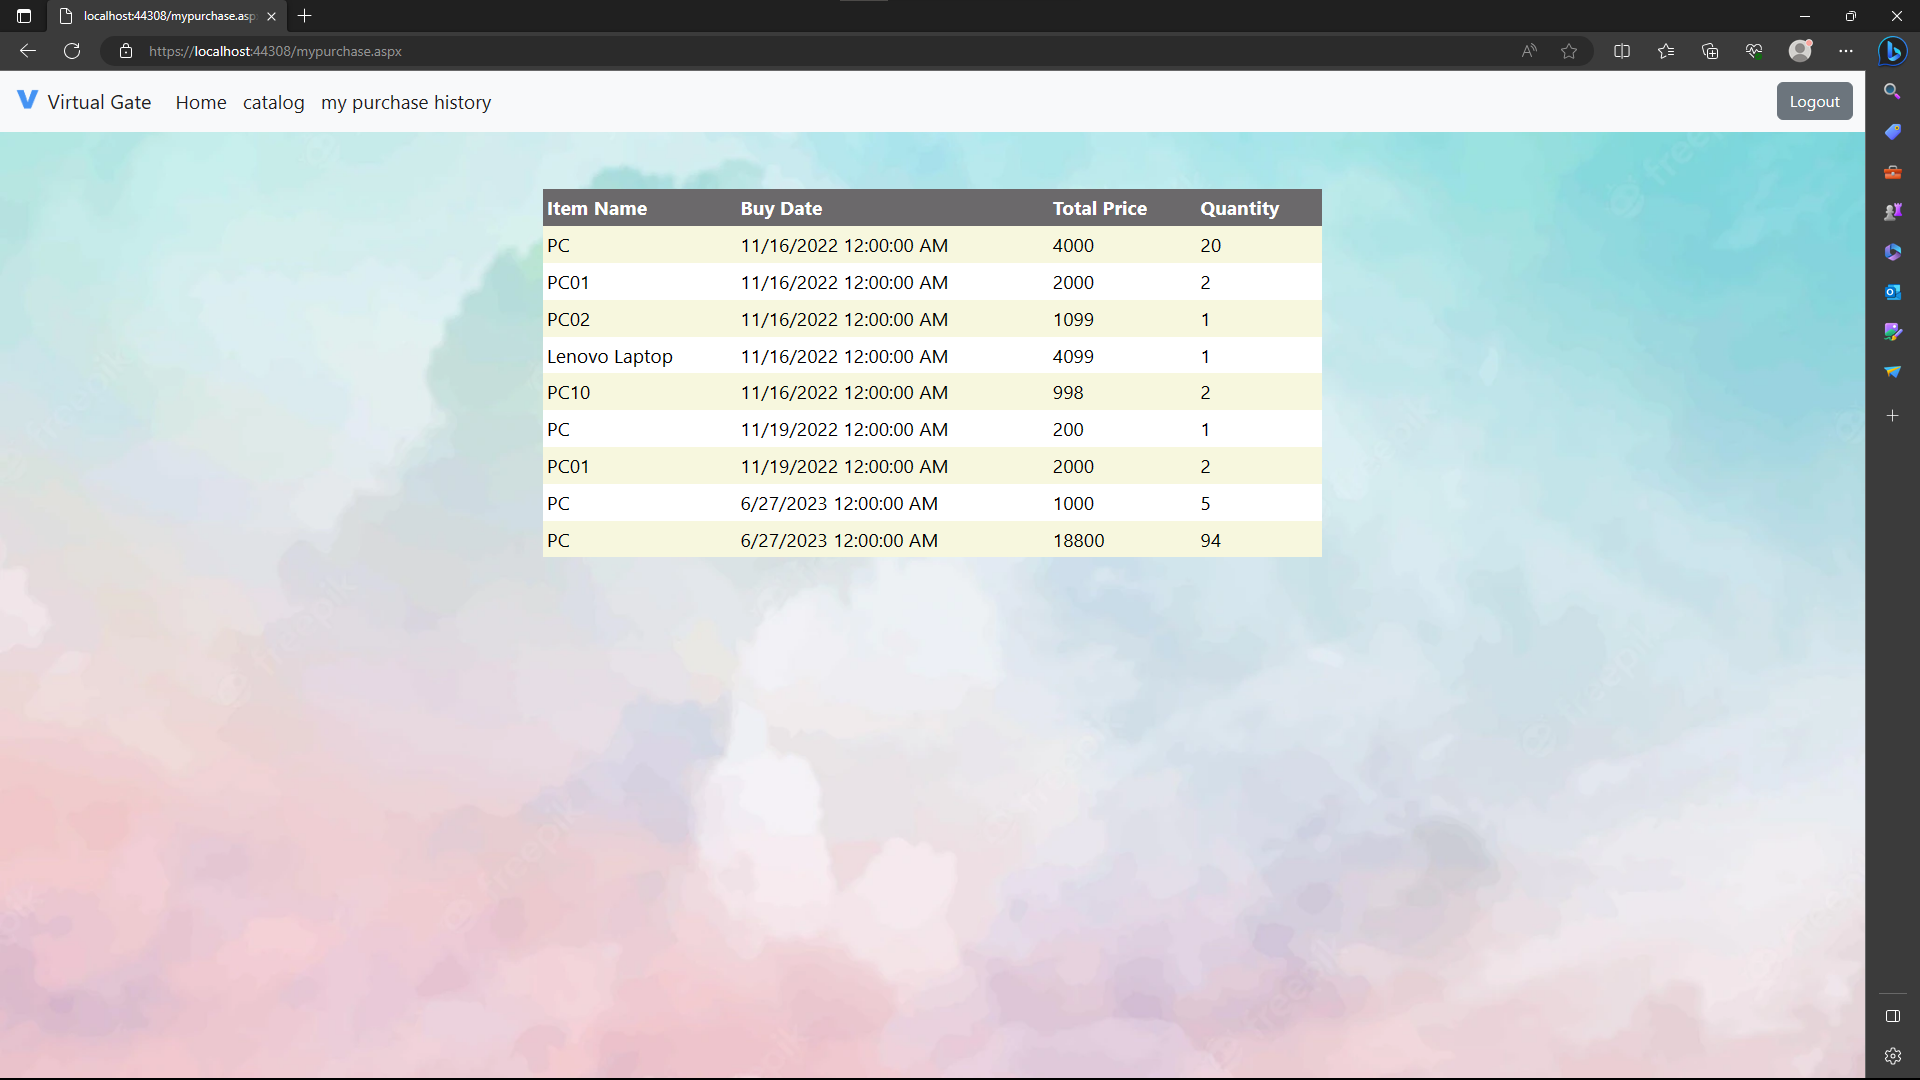 localhost:44308/mypurchase.asp
https://localhost:44308/mypurchase.aspx
Virtual Gate Home catalog my purchase history Logout
Item Name Buy Date Total Price Quantity
PC 11/16/2022 12:00:00 AM 4000 20
PC01 11/16/2022 12:00:00 AM 2000 2
PC02 11/16/2022 12:00:00 AM 1099 1
Lenovo Laptop 11/16/2022 12:00:00 AM 4099 1
PC10 11/16/2022 12:00:00 AM 998 2
PC 11/19/2022 12:00:00 AM 200 1
PC01 11/19/2022 12:00:00 AM 2000 2
PC 6/27/2023 12:00:00 AM 1000 5
PC 6/27/2023 12:00:00 AM 18800 94
freepik
freepik
freepik
freepik